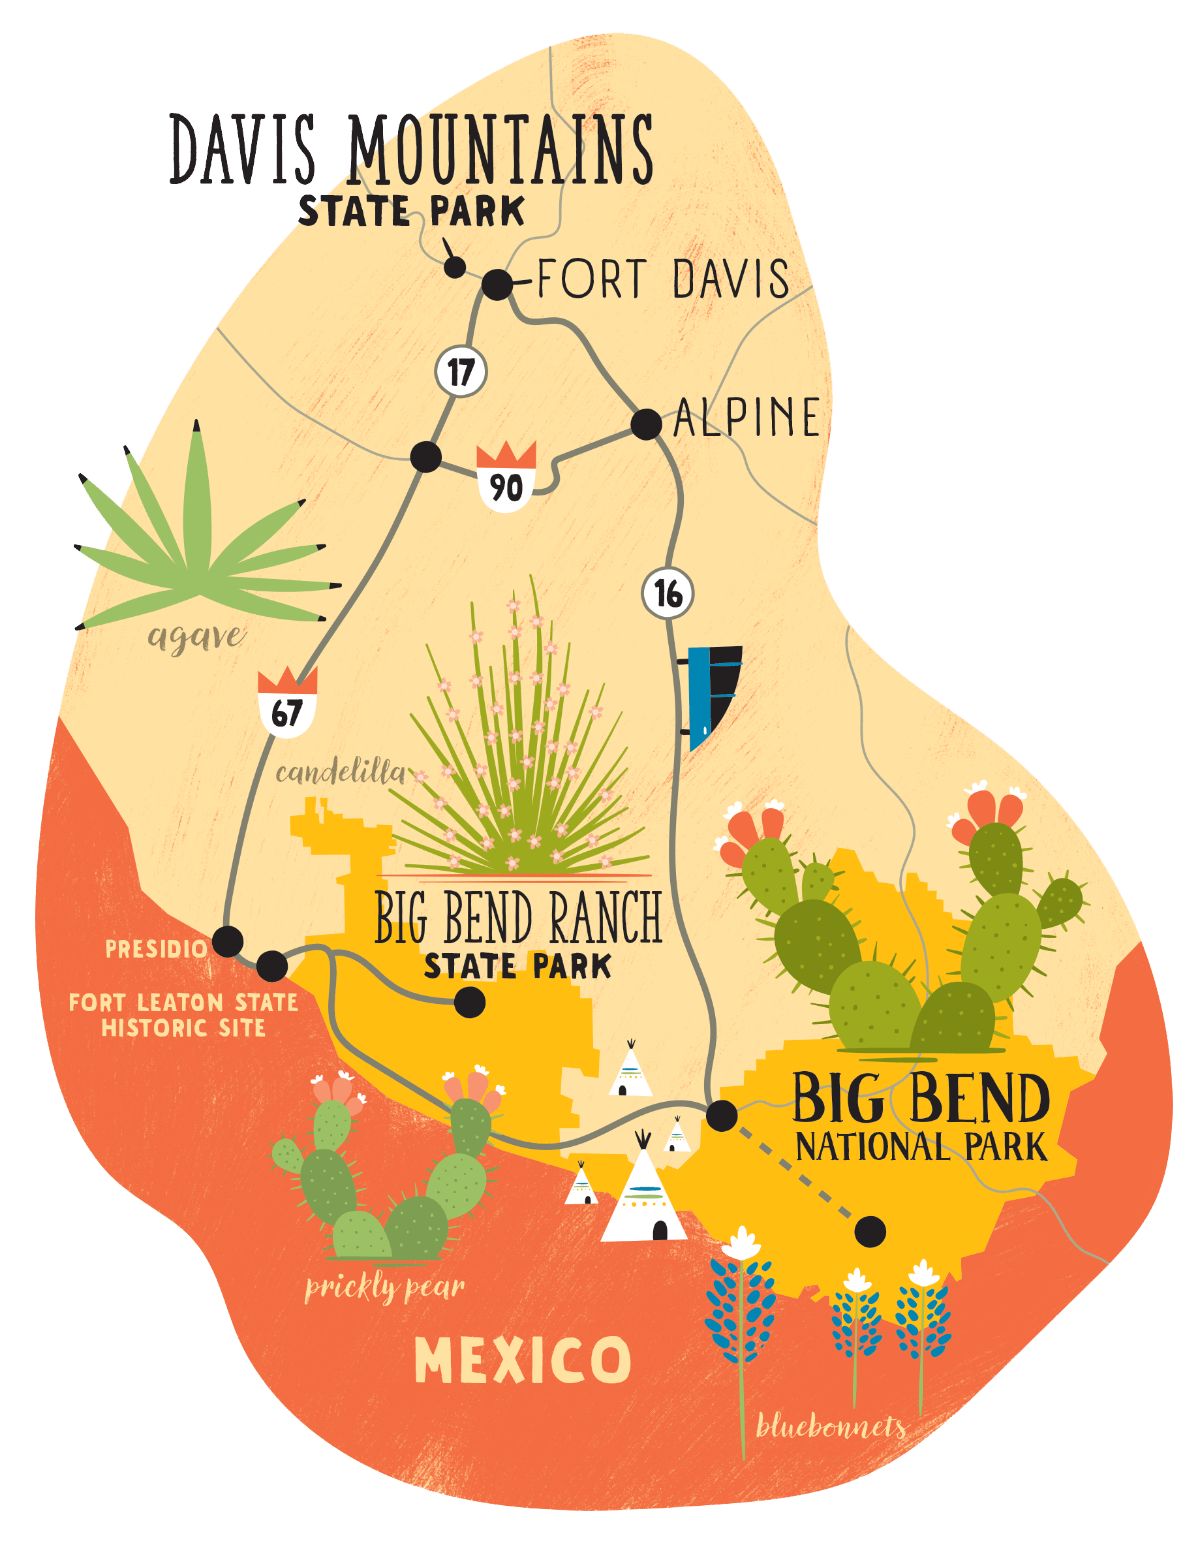 DAVIS MOUNTAINS
STATE PARK
FORT DAVIS
17
ALPINE
90
16
agave
67
candelilla
BIG BEND RANCH
STATE PARK
PRESIDIO
FORT LEATON STATE
HISTORIC SITE
BIG BEND
NATIONAL PARK
prickly pear
MEXICO
bluebonnets